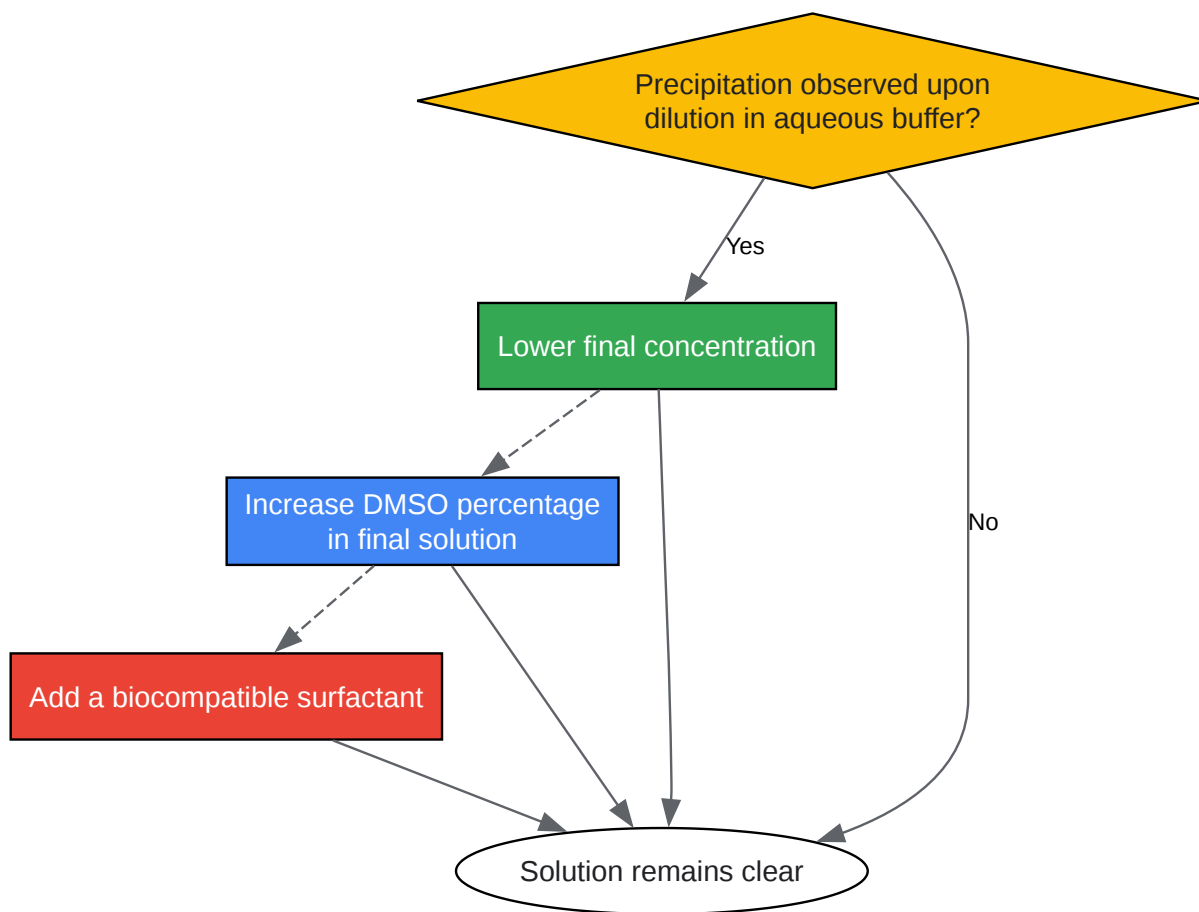 Precipitation observed upon
dilution in aqueous buffer?
Yes
Lower final concentration
Increase DMSO percentage
in final solution
No
Add a biocompatible surfactant
Solution remains clear